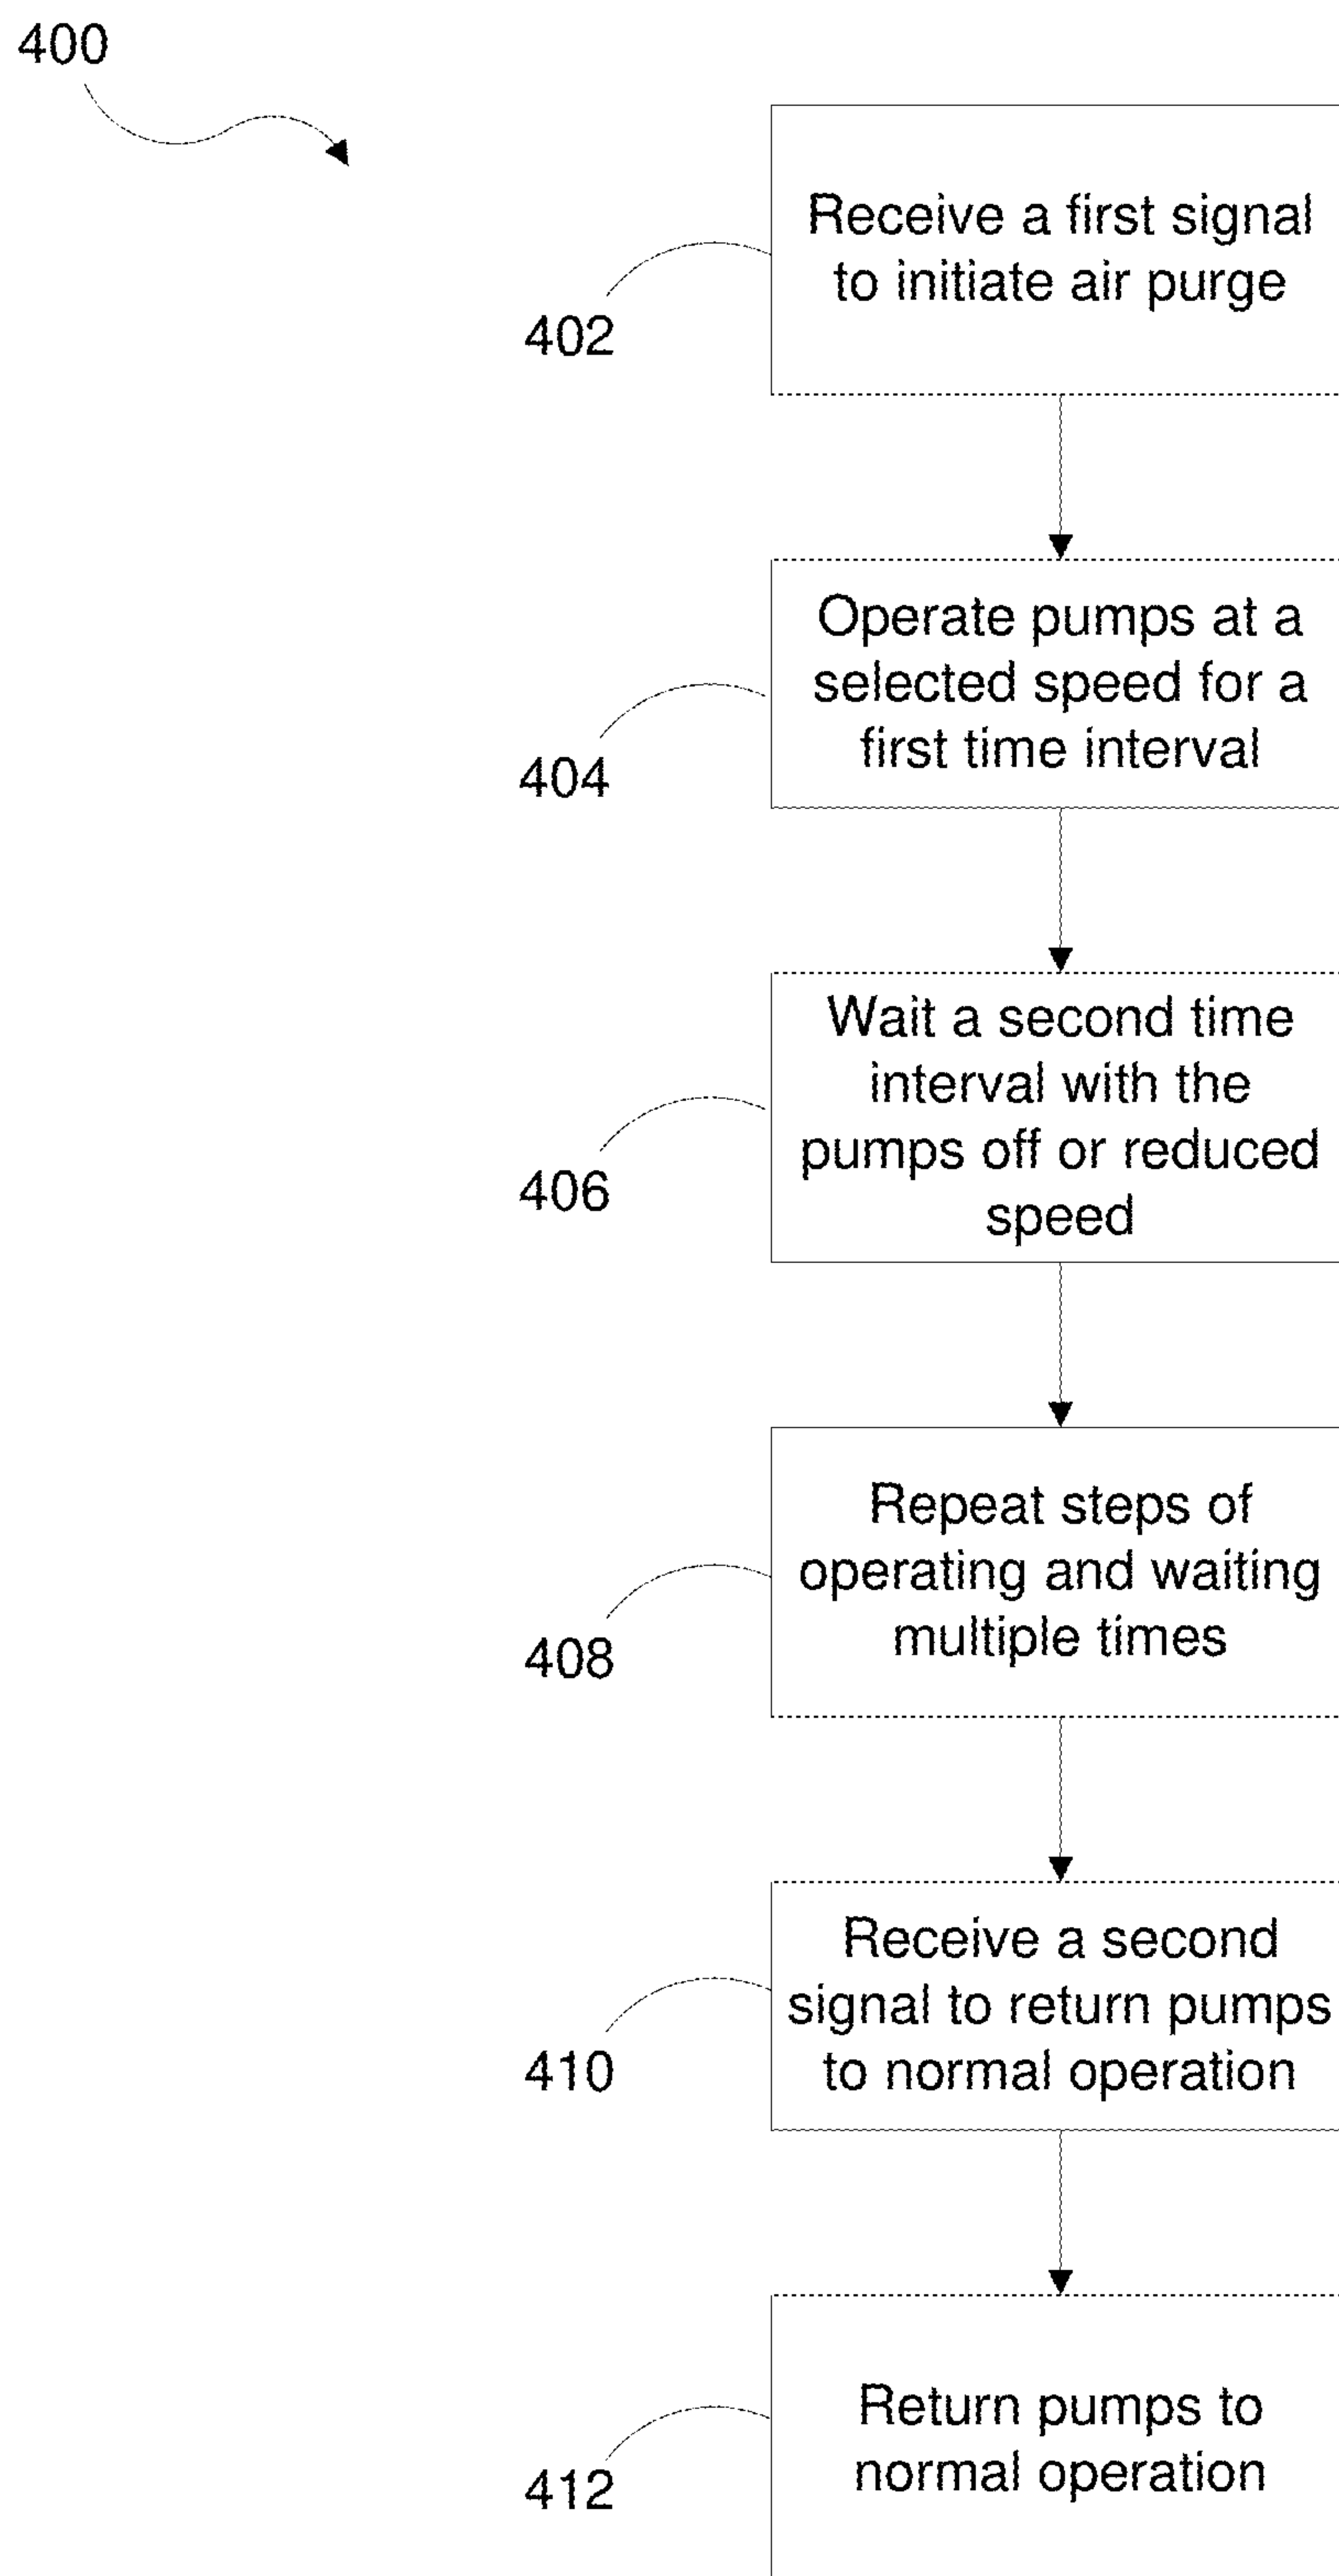 400
Receive a first signal
to initiate air purge
402
Operate pumps at a
selected speed for a
first time interval
404
Wait a second time
interval with the
pumps off or reduced
speed
406
Repeat steps of
operating and waiting
multiple times
408
Receive a second
signal to return pumps
to normal operation
410
Return pumps to
normal operation
412